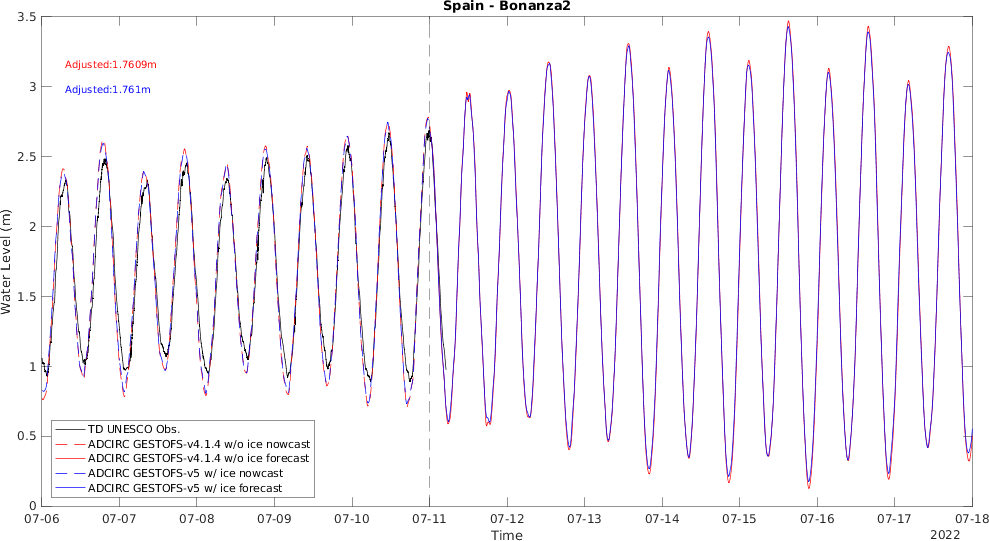 Spain - Bonanza2
3.5
3
2.5
2
1.5
1
0.5
0
Water Level (m)
Adjusted:1.7609m
Adjusted:1.761m
TD UNESCO Obs.
ADCIRC GESTOFS-v4.1.4 w/o ice nowcast
ADCIRC GESTOFS-v4.1.4 w/o ice forecast
ADCIRC GESTOFS-v5 w/ ice nowcast
ADCIRC GESTOFS-v5 w/ ice forecast
07-06 07-07 07-08 07-09 07-10 07-11 07-12 07-13 07-14 07-15 07-16 07-17 07-18
Time
2022